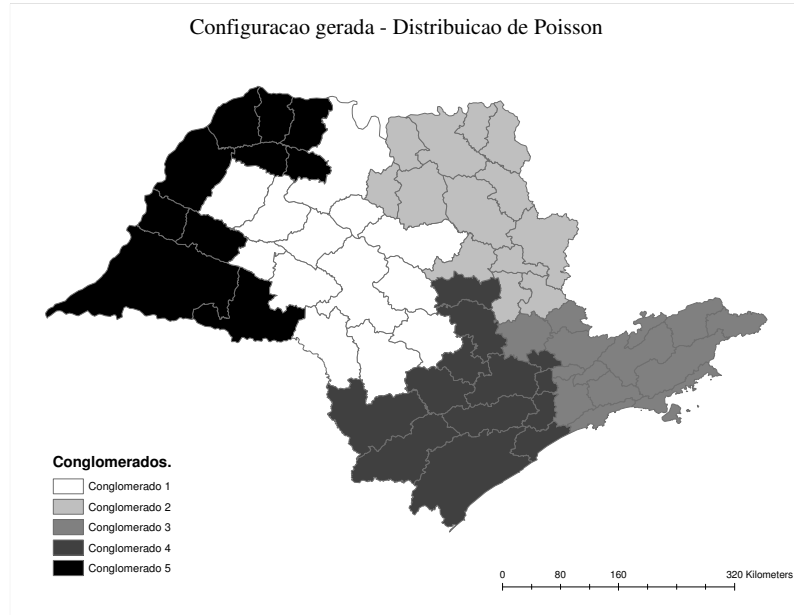 Configuracao gerada - Distribuicao de Poisson
Conglomerados.
Conglomerado 1
Conglomerado 2
Conglomerado 3
Conglomerado 4
Conglomerado 5
0 80 160 320 Kilometers